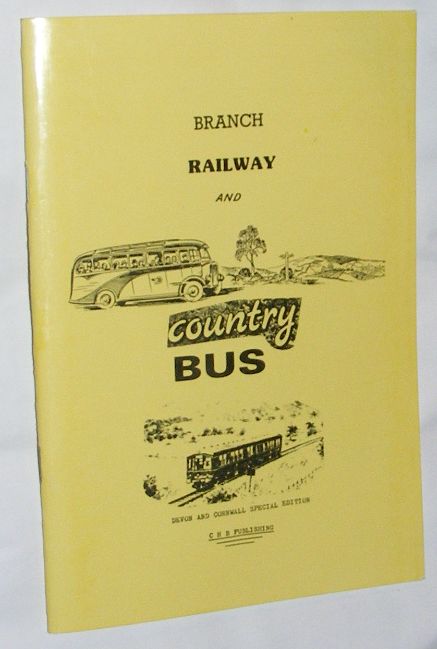 BRANCH
RAILWAY
AND
country
BUS
DEVON AND CORNWALL SPECIAL EDITION
C H B PUBLISHING